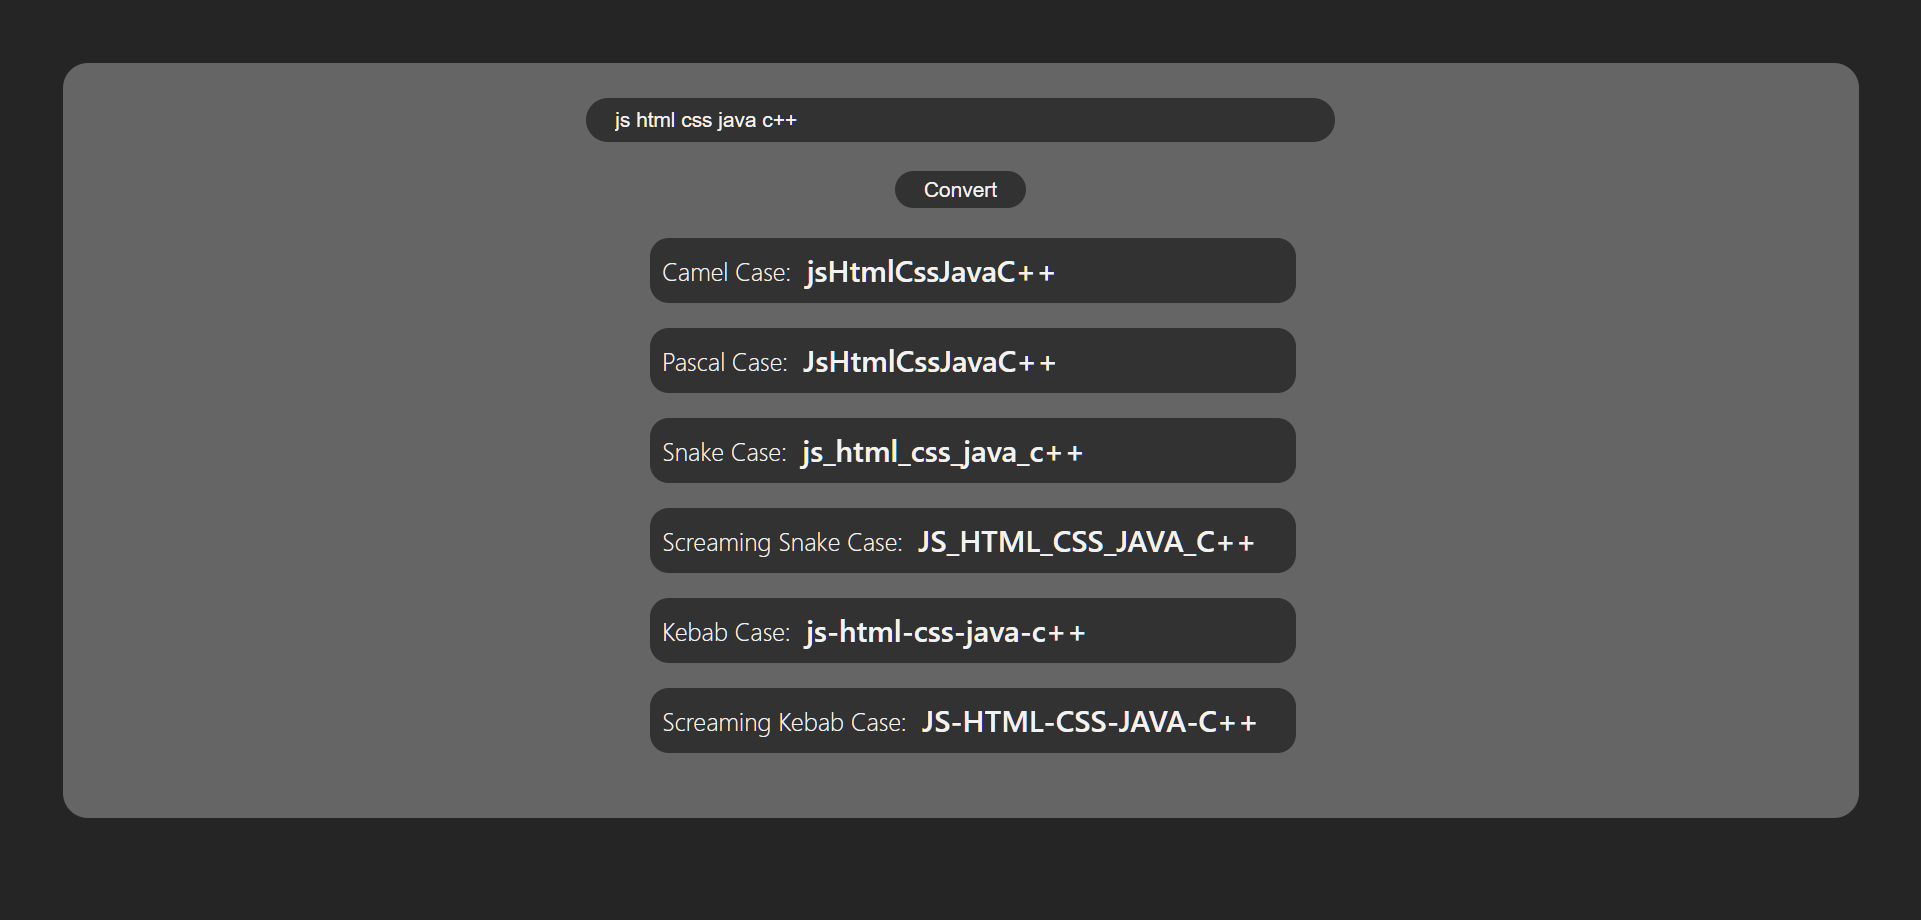 js html css java c++
Convert
Camel Case: jsHtmlCssJavaC++
Pascal Case: JsHtmlCssJavaC++
Snake Case: js_html_css_java_c++
Screaming Snake Case: JS_HTML_CSS_JAVA_C++
Kebab Case: js-html-css-java-c++
Screaming Kebab Case: JS-HTML-CSS-JAVA-C++